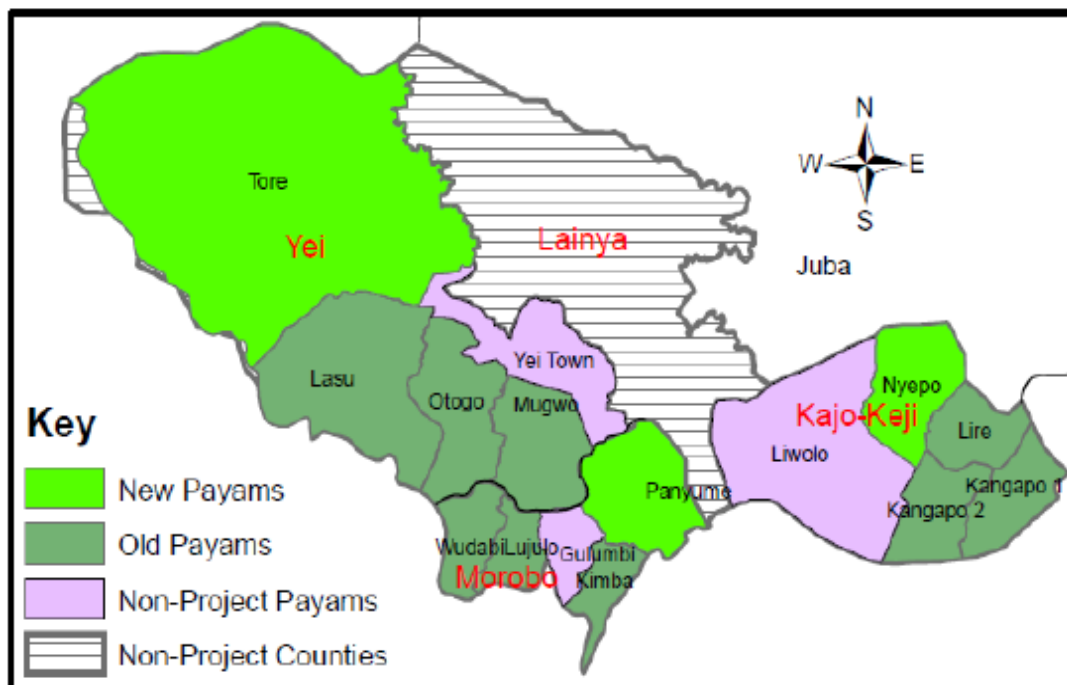 N
W E
S
Tore
Yei
Lainya
Juba
Yei Town
Lasu
Otogo
Mugwo
Nyepo
Kajo-Keji
Lire
Liwolo
Kangapo 1
Kangapo 2
Panyume
Wudabi
Lujulo
Gulumbi
Morobo
Kimba
Key
New Payams
Old Payams
Non-Project Payams
Non-Project Counties